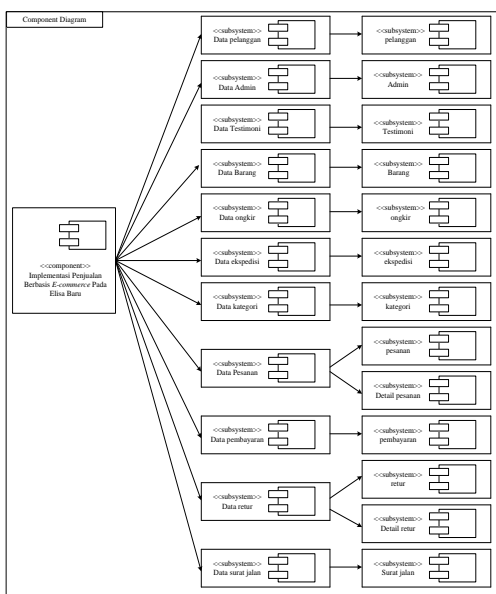 Component Diagram
<<component>>
Implementasi Penjualan
Berbasis E-commerce Pada
Elisa Baru
<<subsystem>>
Data pelanggan
<<subsystem>>
pelanggan
<<subsystem>>
Data Admin
<<subsystem>>
Admin
<<subsystem>>
Data Testimoni
<<subsystem>>
Testimoni
<<subsystem>>
Data Barang
<<subsystem>>
Barang
<<subsystem>>
Data ongkir
<<subsystem>>
ongkir
<<subsystem>>
Data ekspedisi
<<subsystem>>
ekspedisi
<<subsystem>>
Data kategori
<<subsystem>>
kategori
<<subsystem>>
Data Pesanan
<<subsystem>>
pesanan
<<subsystem>>
Detail pesanan
<<subsystem>>
Data pembayaran
<<subsystem>>
pembayaran
<<subsystem>>
Data retur
<<subsystem>>
retur
<<subsystem>>
Detail retur
<<subsystem>>
Data surat jalan
<<subsystem>>
Surat jalan